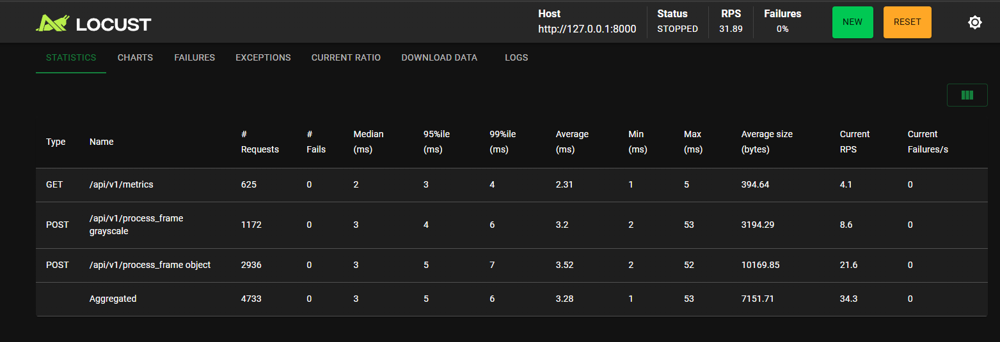 LOCUST
Host
http://127.0.0.1:8000
Status
STOPPED
RPS
31.89
Failures
0%
NEW
RESET
STATISTICS CHARTS FAILURES EXCEPTIONS CURRENT RATIO DOWNLOAD DATA LOGS
Type Name # Requests # Fails Median (ms) 95%ile (ms) 99%ile (ms) Average (ms) Min (ms) Max (ms) Average size (bytes) Current RPS Current Failures/s
GET /api/v1/metrics 625 0 2 3 4 2.31 1 5 394.64 4.1 0
POST /api/v1/process_frame grayscale 1172 0 3 4 6 3.2 2 53 3194.29 8.6 0
POST /api/v1/process_frame object 2936 0 3 5 7 3.52 2 52 10169.85 21.6 0
Aggregated 4733 0 3 5 6 3.28 1 53 7151.71 34.3 0